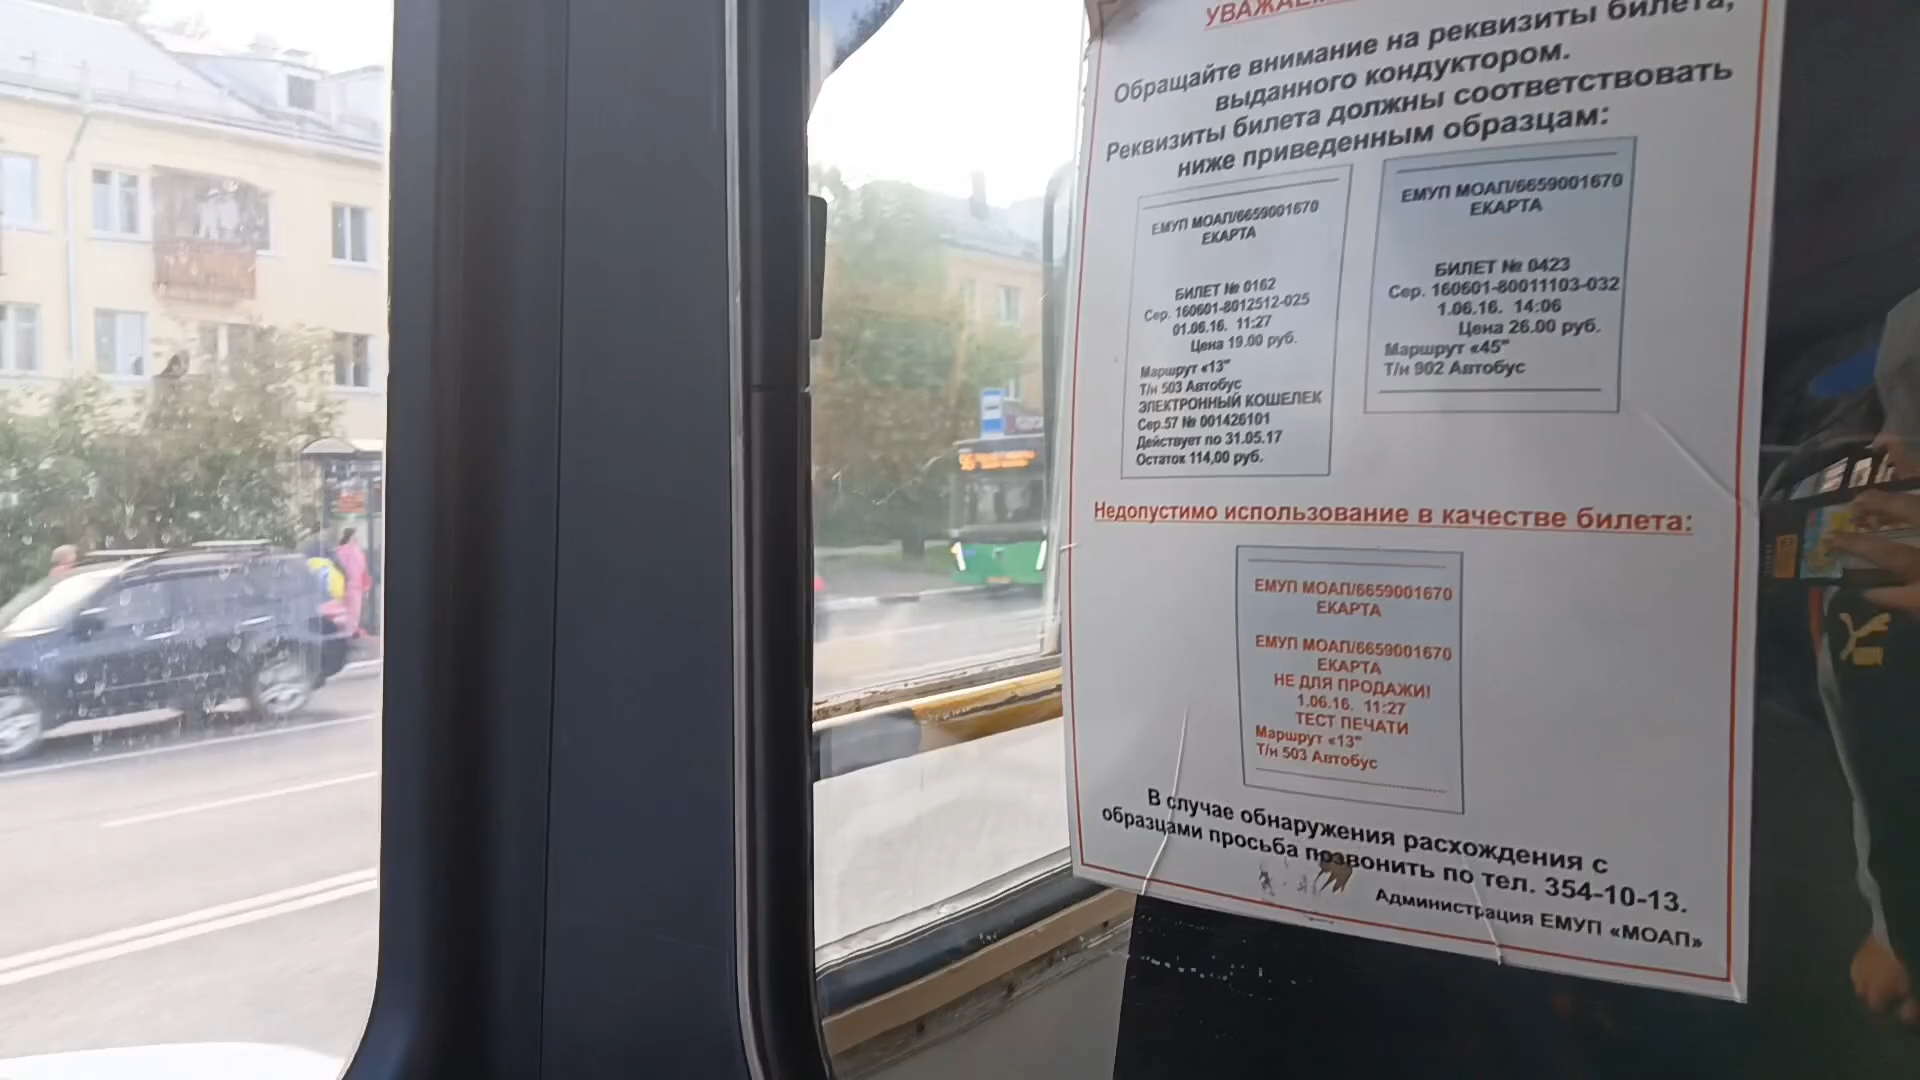 Обращайте внимание на реквизиты билета,
выданного кондуктором.
Реквизиты билета должны соответствовать
ниже приведенным образцам:
ЕМУП МОАП/6659001670
ЕКАРТА
БИЛЕТ № 0162
Сер. 160601-8012512-025
01.06.16. 11:27
Цена 19.00 руб.
Маршрут «13"
Т/н 503 Автобус
ЭЛЕКТРОННЫЙ КОШЕЛЕК
Сер.57 № 001426101
Действует по 31.05.17
Остаток 114,00 руб.
ЕМУП МОАП/6659001670
ЕКАРТА
БИЛЕТ № 0423
Сер. 160601-80011103-032
1.06.16. 14:06
Цена 26.00 руб.
Маршрут «45"
Т/н 902 Автобус
Недопустимо использование в качестве билета:
ЕМУП МОАП/6659001670
ЕКАРТА
ЕМУП МОАП/6659001670
ЕКАРТА
НЕ ДЛЯ ПРОДАЖИ!
1.06.16. 11:27
ТЕСТ ПЕЧАТИ
Маршрут «13"
Т/н 503 Автобус
В случае обнаружения расхождения с
образцами просьба позвонить по тел. 354-10-13.
Администрация ЕМУП «МОАП»